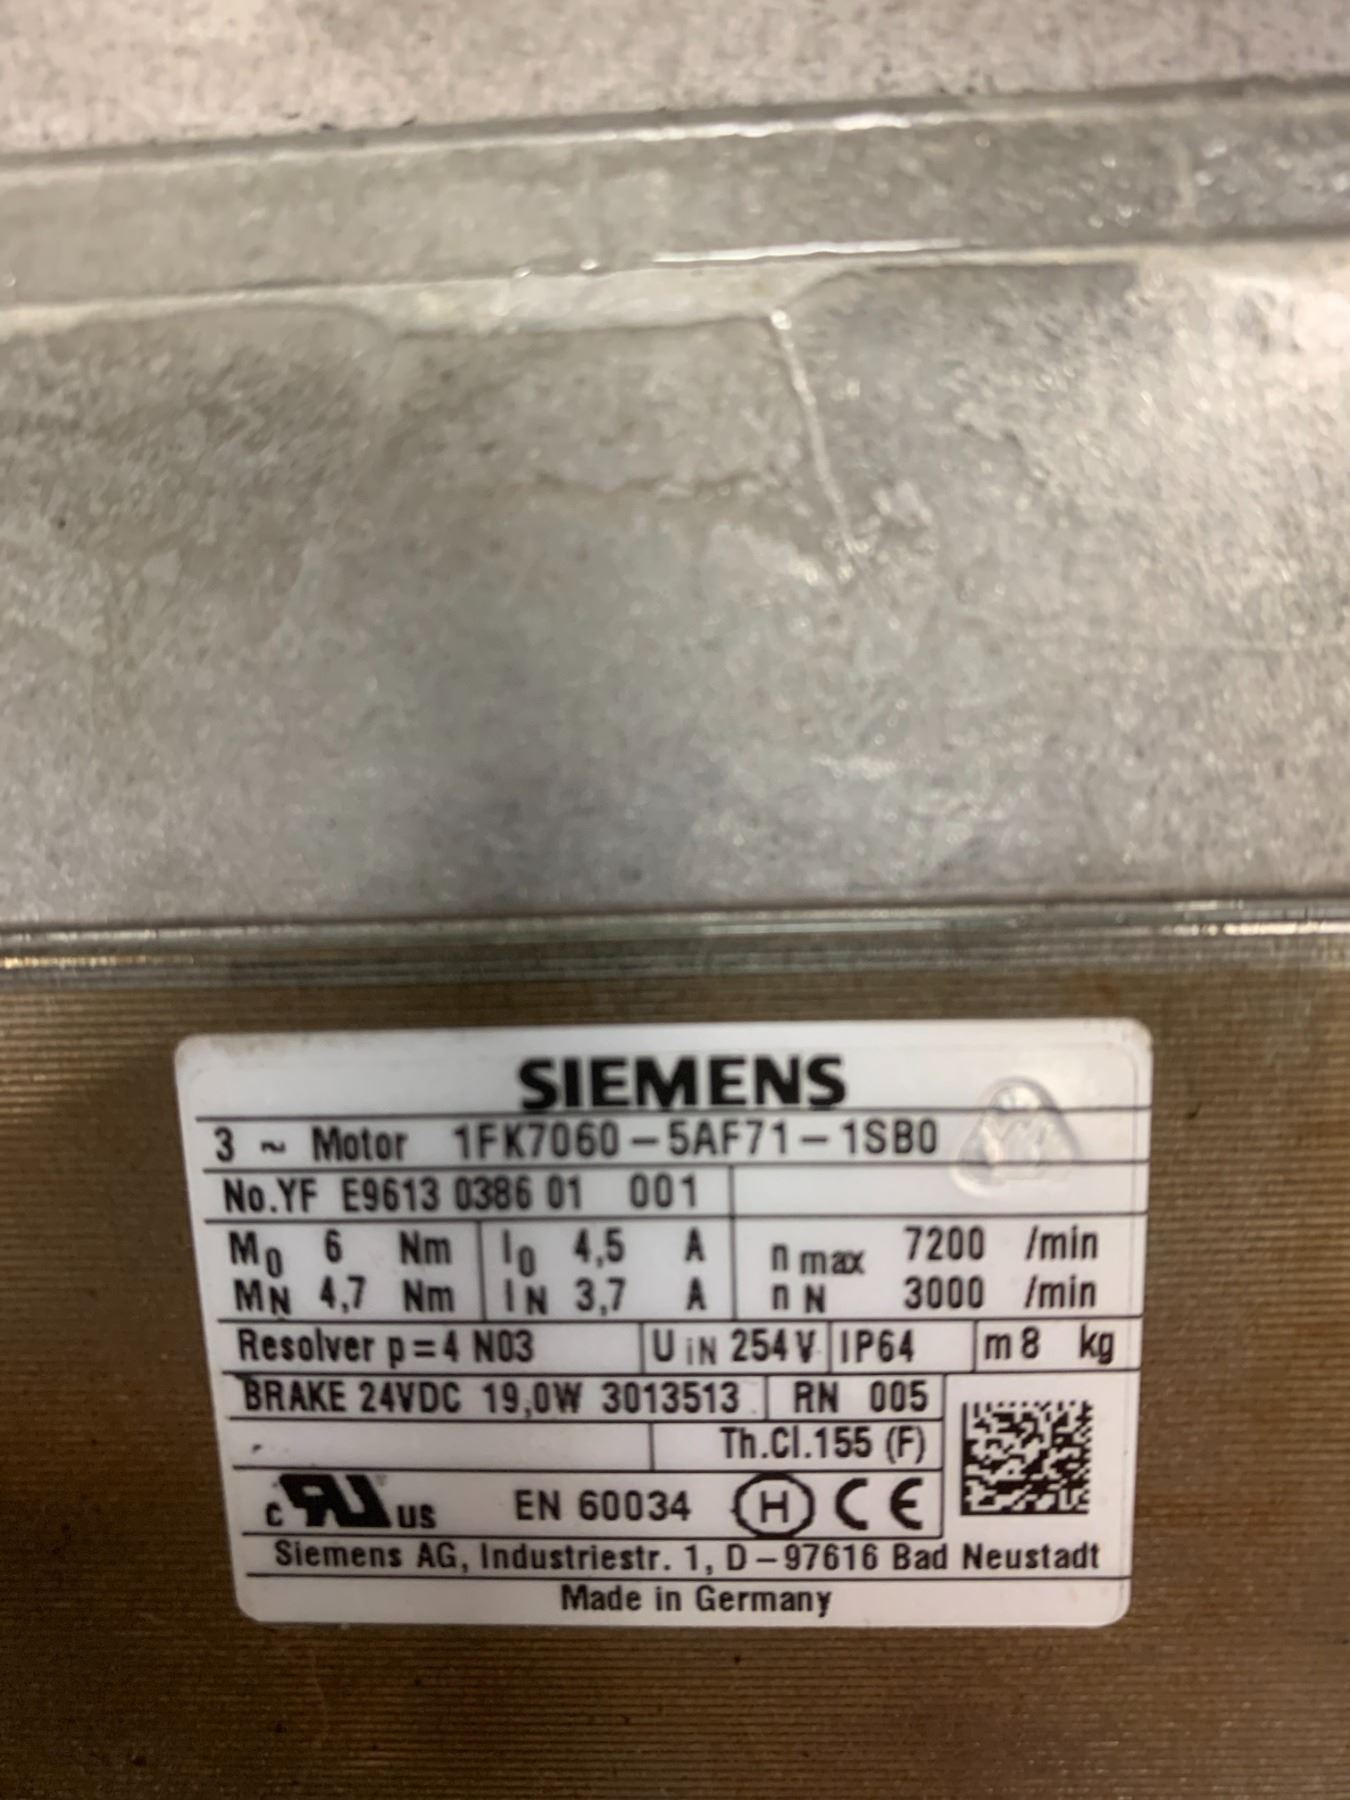 SIEMENS
3 ~ Motor 1FK7060-5AF71-1SB0
No.YF E9613 0386 01 001
M0 6 Nm I0 4,5 A n max 7200 /min
MN 4,7 Nm IN 3,7 A n N 3000 /min
Resolver p=4 N03 U iN 254 V IP64 m 8 kg
BRAKE 24VDC 19,0W 3013513 RN 005
Th.Cl.155 (F)
c RU us EN 60034 H CE
Siemens AG, Industriestr. 1, D-97616 Bad Neustadt
Made in Germany